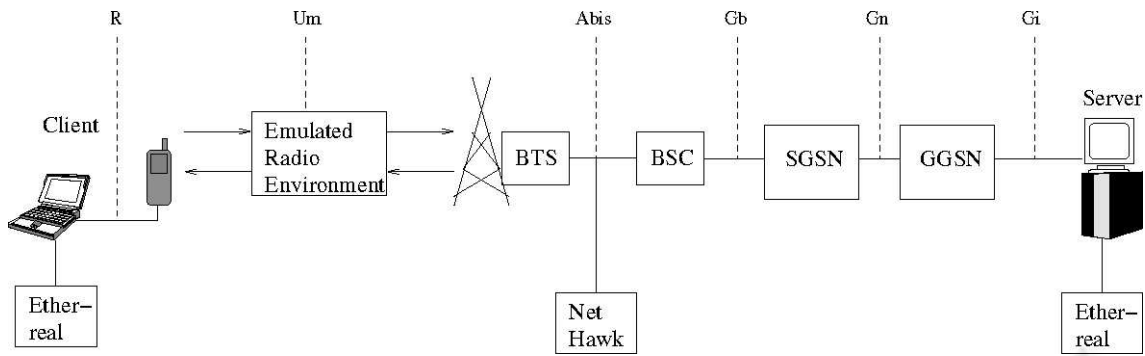 R
Um
Abis
Gb
Gn
Gi
Client
Server
Emulated
Radio
Environment
BTS
BSC
SGSN
GGSN
Ether-
real
Net
Hawk
Ether-
real